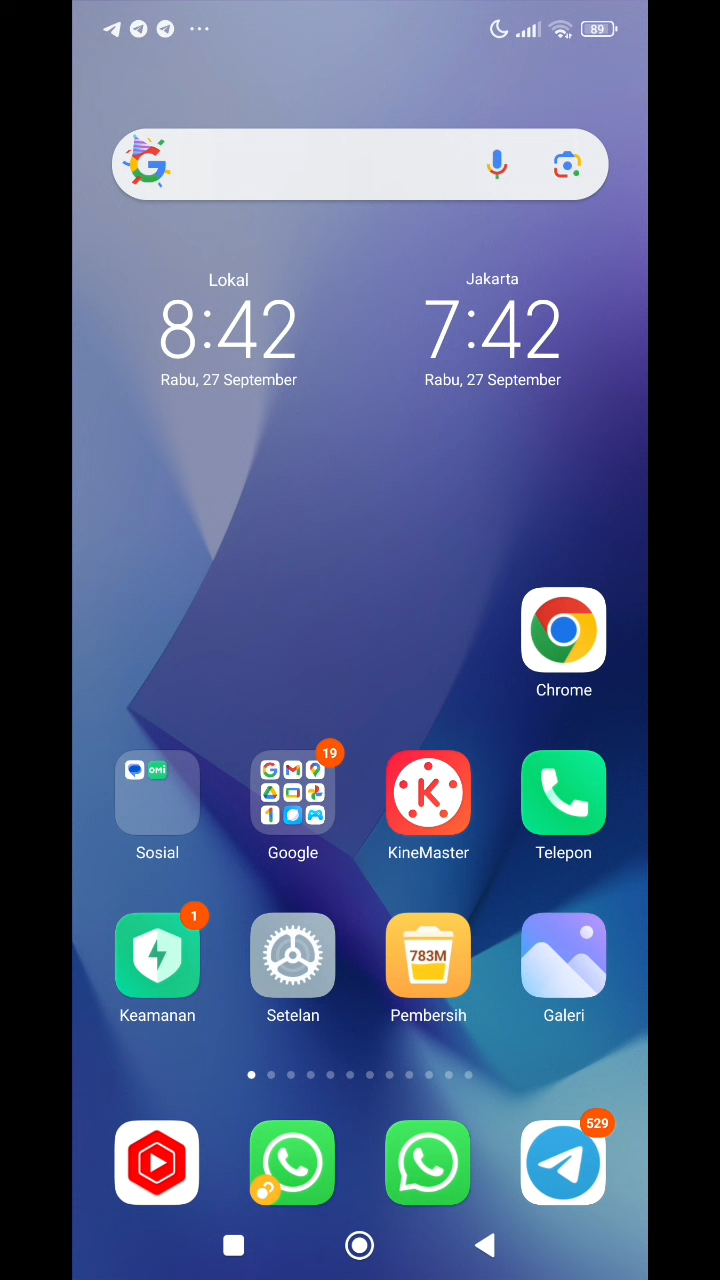 89
Lokal
8:42
Rabu, 27 September
Jakarta
7:42
Rabu, 27 September
Chrome
OMI
19
Sosial
Google
KineMaster
Telepon
1
783M
Keamanan
Setelan
Pembersih
Galeri
529